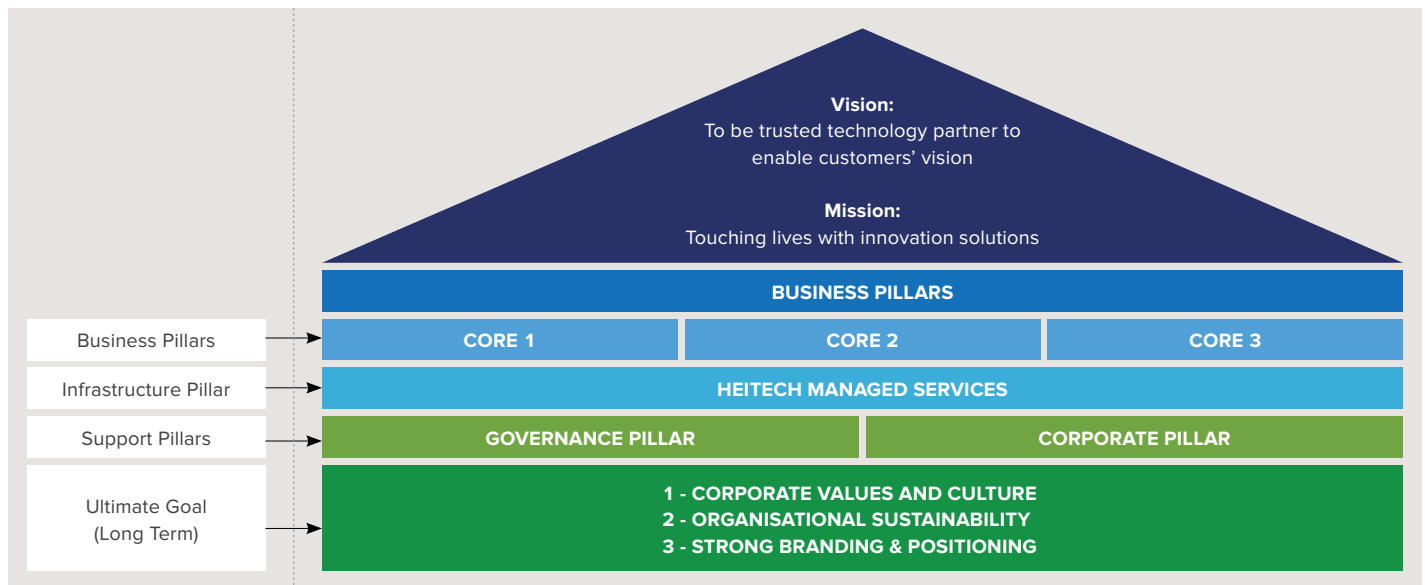 Vision:
To be trusted technology partner to
enable customers’ vision
Mission:
Touching lives with innovation solutions
BUSINESS PILLARS
Business Pillars
CORE 1
CORE 2
CORE 3
Infrastructure Pillar
HEITECH MANAGED SERVICES
Support Pillars
GOVERNANCE PILLAR
CORPORATE PILLAR
Ultimate Goal
(Long Term)
1 - CORPORATE VALUES AND CULTURE
2 - ORGANISATIONAL SUSTAINABILITY
3 - STRONG BRANDING & POSITIONING